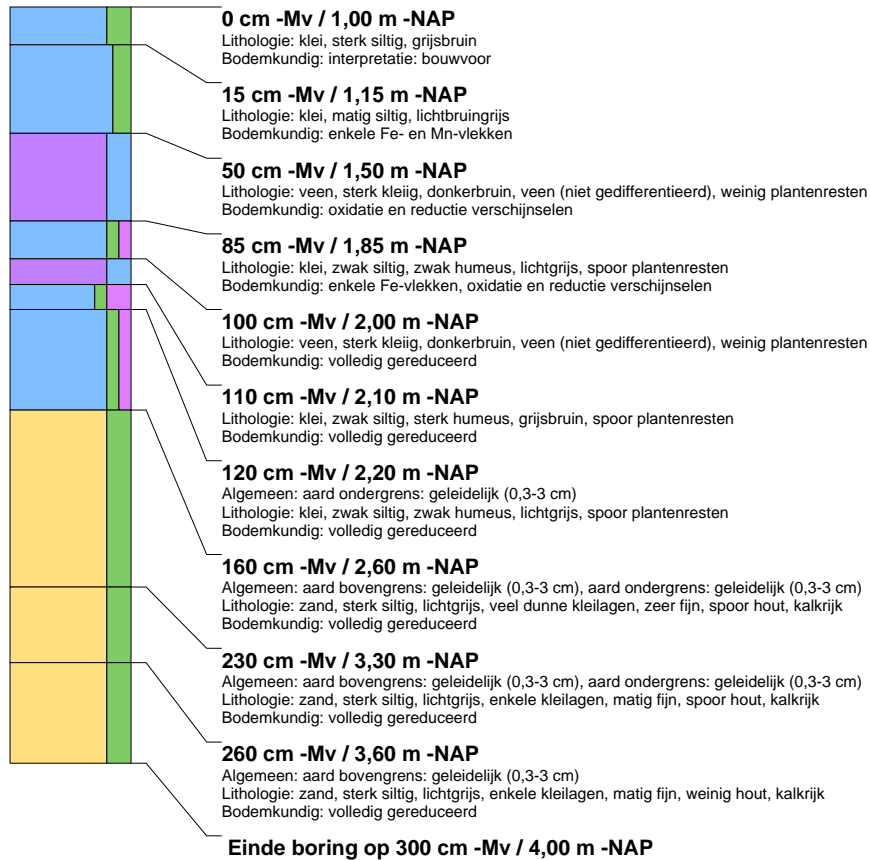 0 cm -Mv / 1,00 m -NAP
Lithologie: klei, sterk siltig, grijsbruin
Bodemkundig: interpretatie: bouwvoor
15 cm -Mv / 1,15 m -NAP
Lithologie: klei, matig siltig, lichtbruingrijs
Bodemkundig: enkele Fe- en Mn-vlekken
50 cm -Mv / 1,50 m -NAP
Lithologie: veen, sterk kleiig, donkerbruin, veen (niet gedifferentieerd), weinig plantenresten
Bodemkundig: oxidatie en reductie verschijnselen
85 cm -Mv / 1,85 m -NAP
Lithologie: klei, zwak siltig, zwak humeus, lichtgrijs, spoor plantenresten
Bodemkundig: enkele Fe-vlekken, oxidatie en reductie verschijnselen
100 cm -Mv / 2,00 m -NAP
Lithologie: veen, sterk kleiig, donkerbruin, veen (niet gedifferentieerd), weinig plantenresten
Bodemkundig: volledig gereduceerd
110 cm -Mv / 2,10 m -NAP
Lithologie: klei, zwak siltig, sterk humeus, grijsbruin, spoor plantenresten
Bodemkundig: volledig gereduceerd
120 cm -Mv / 2,20 m -NAP
Algemeen: aard ondergrens: geleidelijk (0,3-3 cm)
Lithologie: klei, zwak siltig, zwak humeus, lichtgrijs, spoor plantenresten
Bodemkundig: volledig gereduceerd
160 cm -Mv / 2,60 m -NAP
Algemeen: aard bovengrens: geleidelijk (0,3-3 cm), aard ondergrens: geleidelijk (0,3-3 cm)
Lithologie: zand, sterk siltig, lichtgrijs, veel dunne kleilagen, zeer fijn, spoor hout, kalkrijk
Bodemkundig: volledig gereduceerd
230 cm -Mv / 3,30 m -NAP
Algemeen: aard bovengrens: geleidelijk (0,3-3 cm), aard ondergrens: geleidelijk (0,3-3 cm)
Lithologie: zand, sterk siltig, lichtgrijs, enkele kleilagen, matig fijn, spoor hout, kalkrijk
Bodemkundig: volledig gereduceerd
260 cm -Mv / 3,60 m -NAP
Algemeen: aard bovengrens: geleidelijk (0,3-3 cm)
Lithologie: zand, sterk siltig, lichtgrijs, enkele kleilagen, matig fijn, weinig hout, kalkrijk
Bodemkundig: volledig gereduceerd
Einde boring op 300 cm -Mv / 4,00 m -NAP